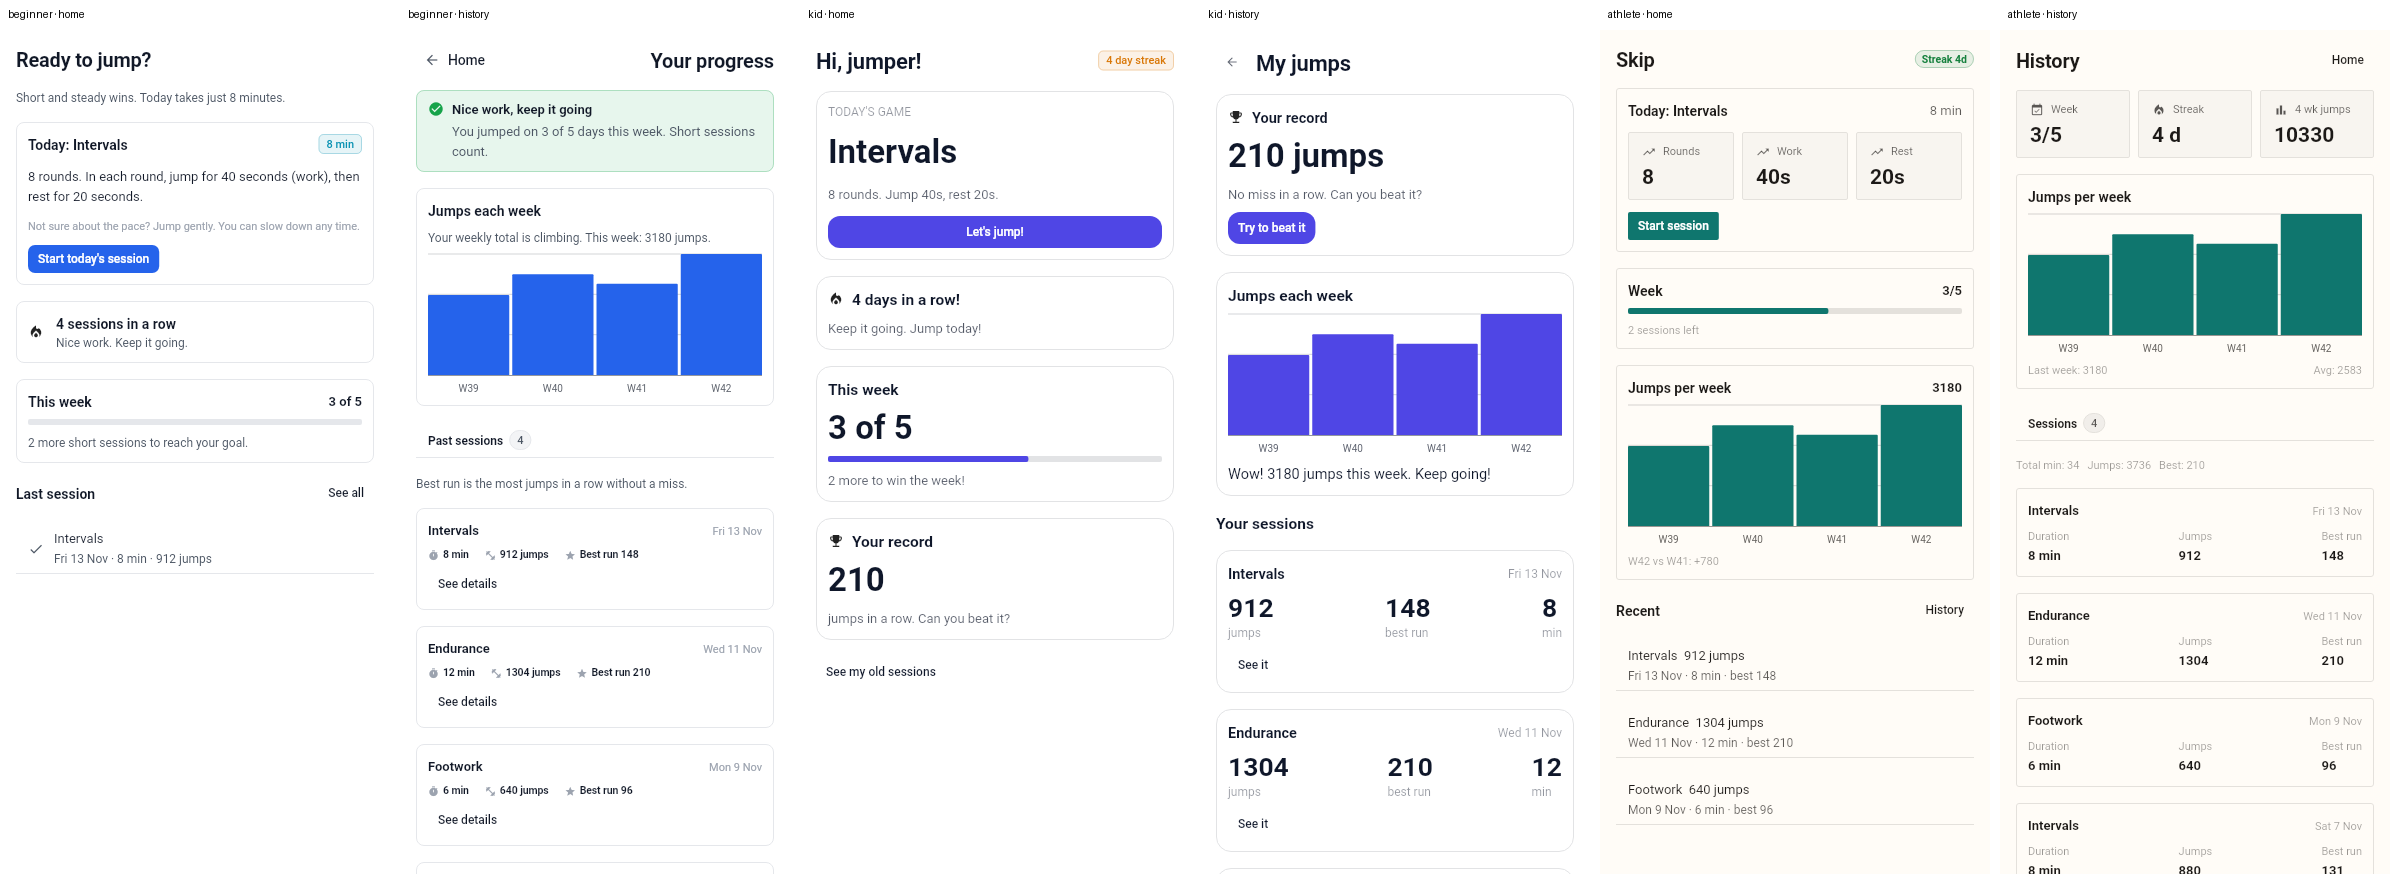 beginner · home
Ready to jump?
Short and steady wins. Today takes just 8 minutes.
Today: Intervals
8 min
8 rounds. In each round, jump for 40 seconds (work), then
rest for 20 seconds.
Not sure about the pace? Jump gently. You can slow down any time.
Start today's session
4 sessions in a row
Nice work. Keep it going.
This week
3 of 5
2 more short sessions to reach your goal.
Last session
See all
Intervals
Fri 13 Nov · 8 min · 912 jumps
beginner · history
Home
Your progress
Nice work, keep it going
You jumped on 3 of 5 days this week. Short sessions
count.
Jumps each week
Your weekly total is climbing. This week: 3180 jumps.
W39 W40 W41 W42
Past sessions 4
Best run is the most jumps in a row without a miss.
Intervals
Fri 13 Nov
8 min 912 jumps Best run 148
See details
Endurance
Wed 11 Nov
12 min 1304 jumps Best run 210
See details
Footwork
Mon 9 Nov
6 min 640 jumps Best run 96
See details
kid · home
Hi, jumper!
4 day streak
TODAY'S GAME
Intervals
8 rounds. Jump 40s, rest 20s.
Let's jump!
4 days in a row!
Keep it going. Jump today!
This week
3 of 5
2 more to win the week!
Your record
210
jumps in a row. Can you beat it?
See my old sessions
kid · history
My jumps
Your record
210 jumps
No miss in a row. Can you beat it?
Try to beat it
Jumps each week
W39 W40 W41 W42
Wow! 3180 jumps this week. Keep going!
Your sessions
Intervals
Fri 13 Nov
912 148 8
jumps best run min
See it
Endurance
Wed 11 Nov
1304 210 12
jumps best run min
See it
athlete · home
Skip
Streak 4d
Today: Intervals
8 min
Rounds Work Rest
8 40s 20s
Start session
Week
3/5
2 sessions left
Jumps per week
3180
W39 W40 W41 W42
W42 vs W41: +780
Recent
History
Intervals 912 jumps
Fri 13 Nov · 8 min · best 148
Endurance 1304 jumps
Wed 11 Nov · 12 min · best 210
Footwork 640 jumps
Mon 9 Nov · 6 min · best 96
athlete · history
History
Home
Week Streak 4 wk jumps
3/5 4 d 10330
Jumps per week
W39 W40 W41 W42
Last week: 3180
Avg: 2583
Sessions 4
Total min: 34 Jumps: 3736 Best: 210
Intervals
Fri 13 Nov
Duration Jumps Best run
8 min 912 148
Endurance
Wed 11 Nov
Duration Jumps Best run
12 min 1304 210
Footwork
Mon 9 Nov
Duration Jumps Best run
6 min 640 96
Intervals
Sat 7 Nov
Duration Jumps Best run
8 min 880 131